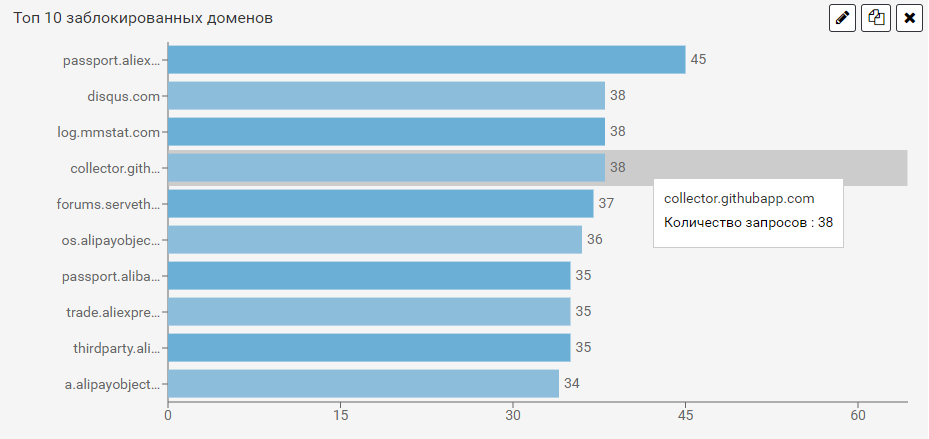 Топ 10 заблокированных доменов
passport.aliex… 45
disqus.com 38
log.mmstat.com 38
collector.gith… 38
forums.serveth… 37
collector.githubapp.com
Количество запросов : 38
os.alipayobjec… 36
passport.aliba… 35
trade.aliexpre… 35
thirdparty.ali… 35
a.alipayobject… 34
0 15 30 45 60